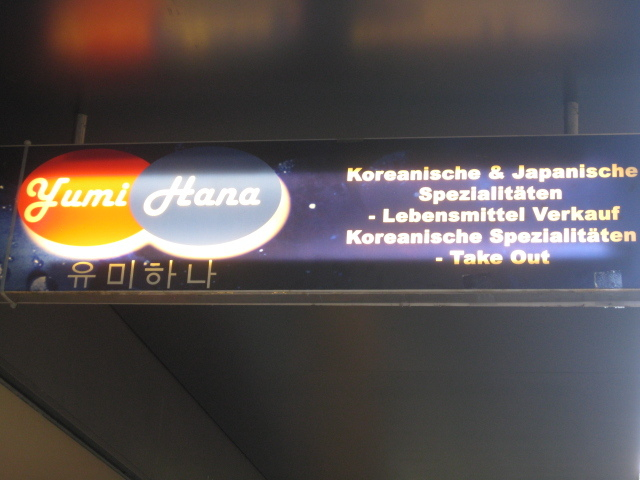 Yumi Hana
유미하나
Koreanische & Japanische
Spezialitäten
- Lebensmittel Verkauf
Koreanische Spezialitäten
- Take Out